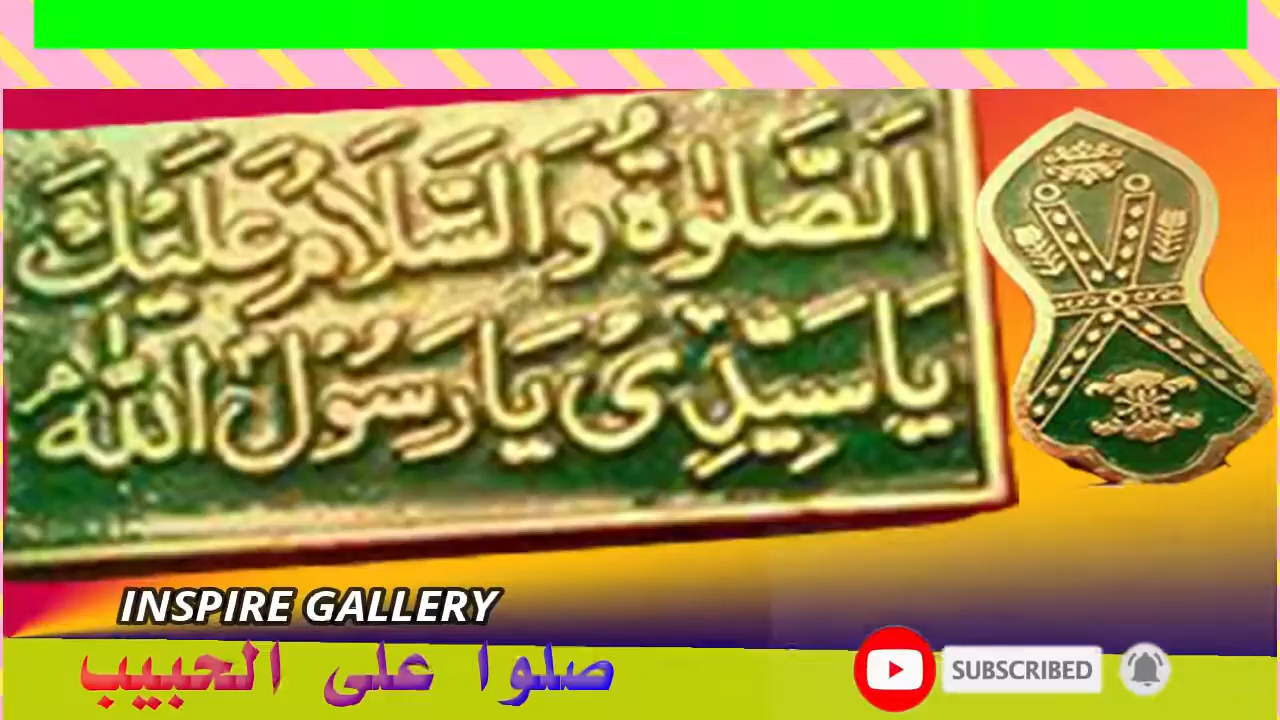 اَلصَّلٰوةُ وَالسَّلَامُ عَلَيْكَ
يَا سَيِّدِىْ يَا رَسُوْلَ اللّٰهِ
INSPIRE GALLERY
صلوا على الحبيب
SUBSCRIBED